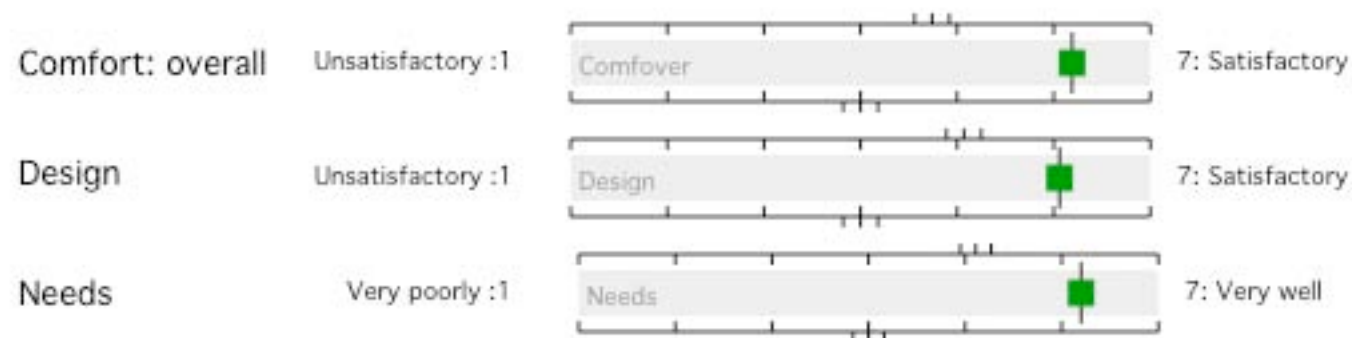 Comfort: overall Unsatisfactory :1 Comfover 7: Satisfactory
Design Unsatisfactory :1 Design 7: Satisfactory
Needs Very poorly :1 Needs 7: Very well